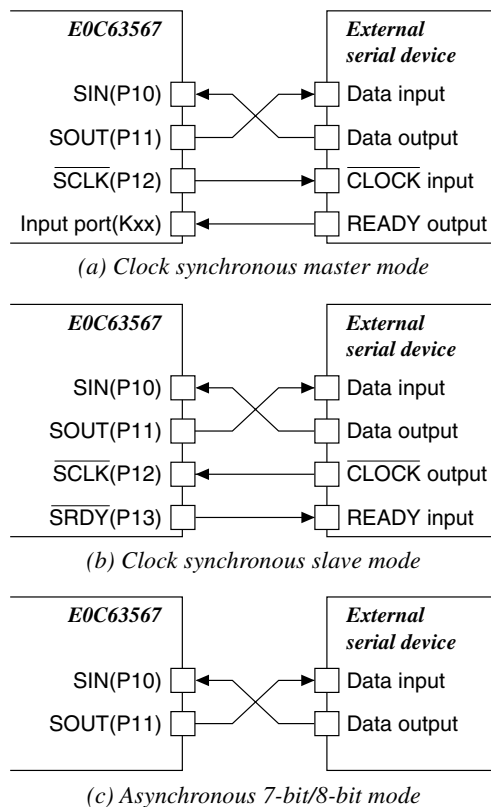 E0C63567 External
serial device
SIN(P10) Data input
SOUT(P11) Data output
SCLK(P12) CLOCK input
Input port(Kxx) READY output
(a) Clock synchronous master mode
E0C63567 External
serial device
SIN(P10) Data input
SOUT(P11) Data output
SCLK(P12) CLOCK output
SRDY(P13) READY input
(b) Clock synchronous slave mode
E0C63567 External
serial device
SIN(P10) Data input
SOUT(P11) Data output
(c) Asynchronous 7-bit/8-bit mode